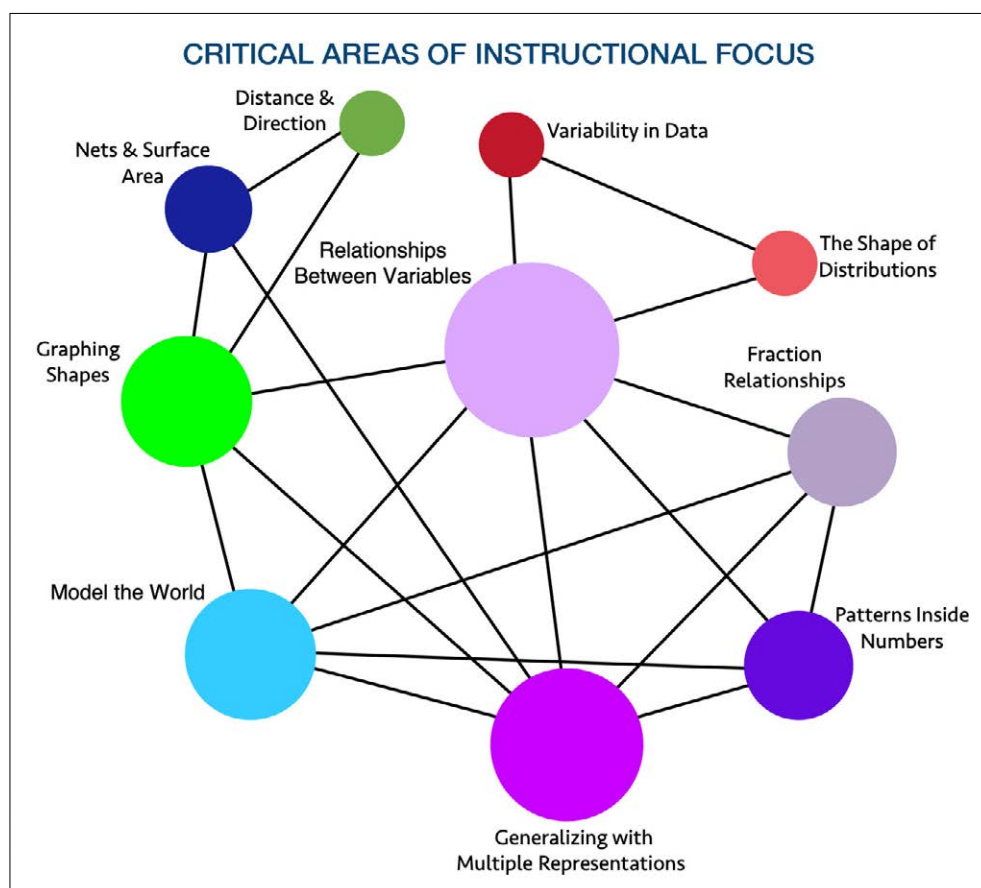 CRITICAL AREAS OF INSTRUCTIONAL FOCUS
Distance &
Direction
Nets & Surface
Area
Variability in Data
Relationships
Between Variables
The Shape of
Distributions
Graphing
Shapes
Fraction
Relationships
Model the World
Patterns Inside
Numbers
Generalizing with
Multiple Representations